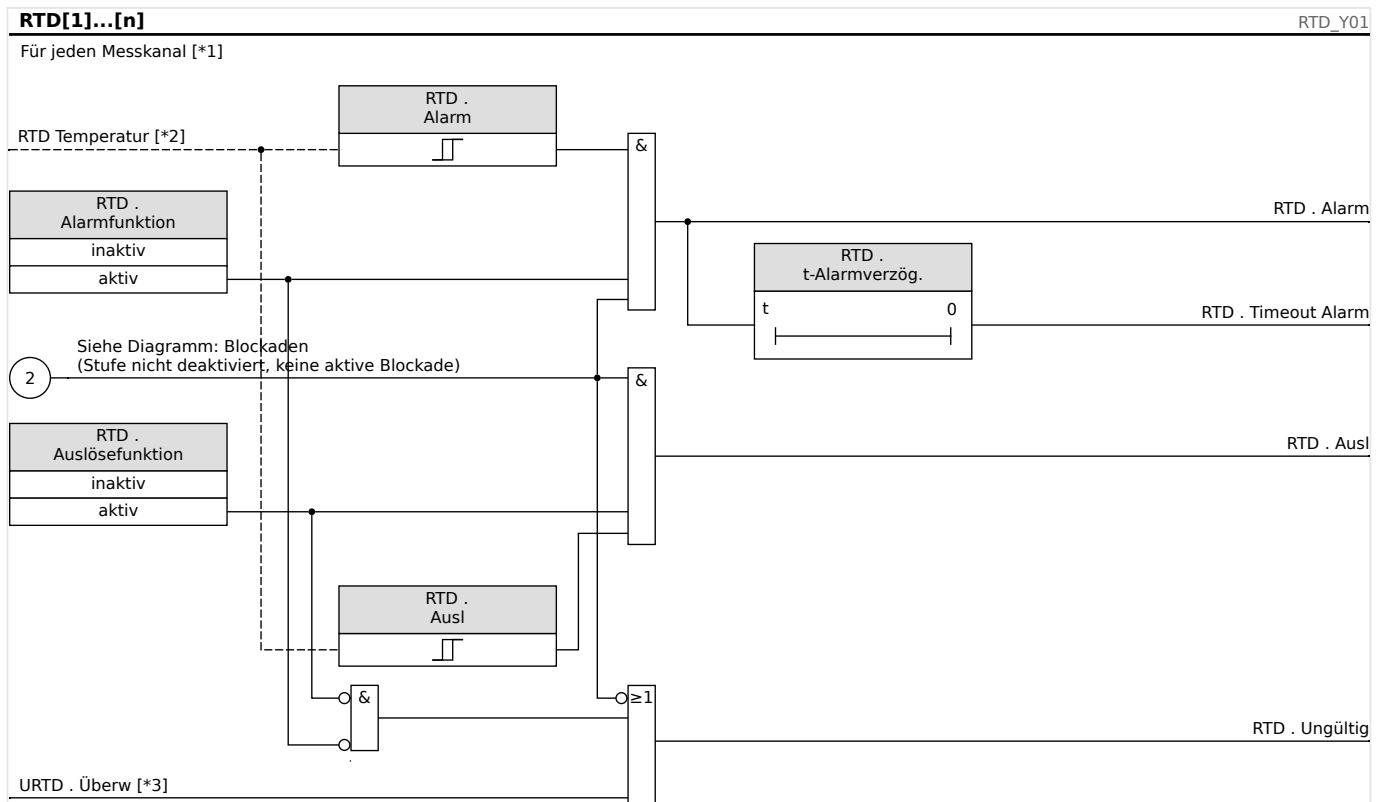 RTD[1]...[n]
RTD_Y01
Für jeden Messkanal [*1]
RTD .
Alarm
RTD Temperatur [*2]
&
RTD .
Alarmfunktion
inaktiv
aktiv
RTD . Alarm
RTD .
t-Alarmverzög.
t 0
RTD . Timeout Alarm
Siehe Diagramm: Blockaden
(Stufe nicht deaktiviert, keine aktive Blockade)
2
&
RTD .
Auslösefunktion
inaktiv
aktiv
RTD . Ausl
RTD .
Ausl
&
≥1
RTD . Ungültig
URTD . Überw [*3]